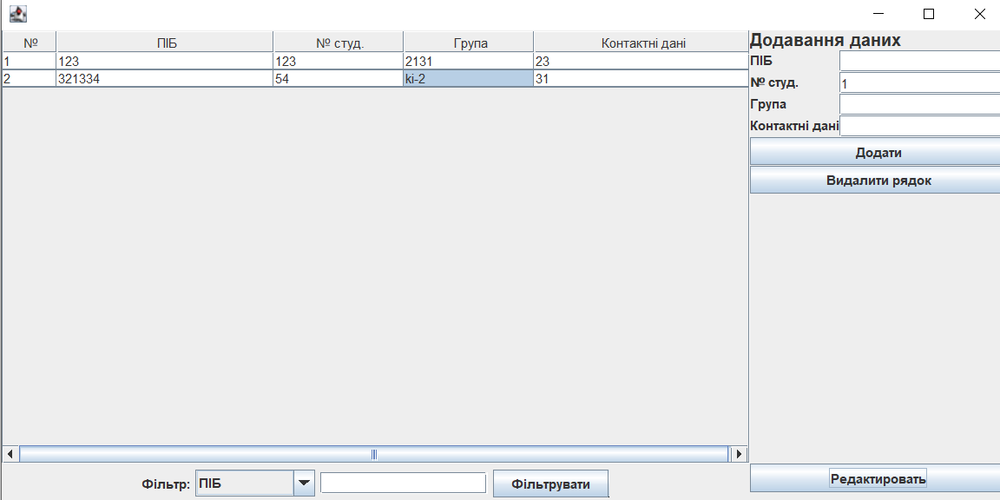 № ПІБ № студ. Група Контактні дані
1 123 123 2131 23
2 321334 54 ki-2 31
Додавання даних
ПІБ
№ студ. 1
Група
Контактні дані
Додати
Видалити рядок
Редактировать
Фільтр: ПІБ Фільтрувати